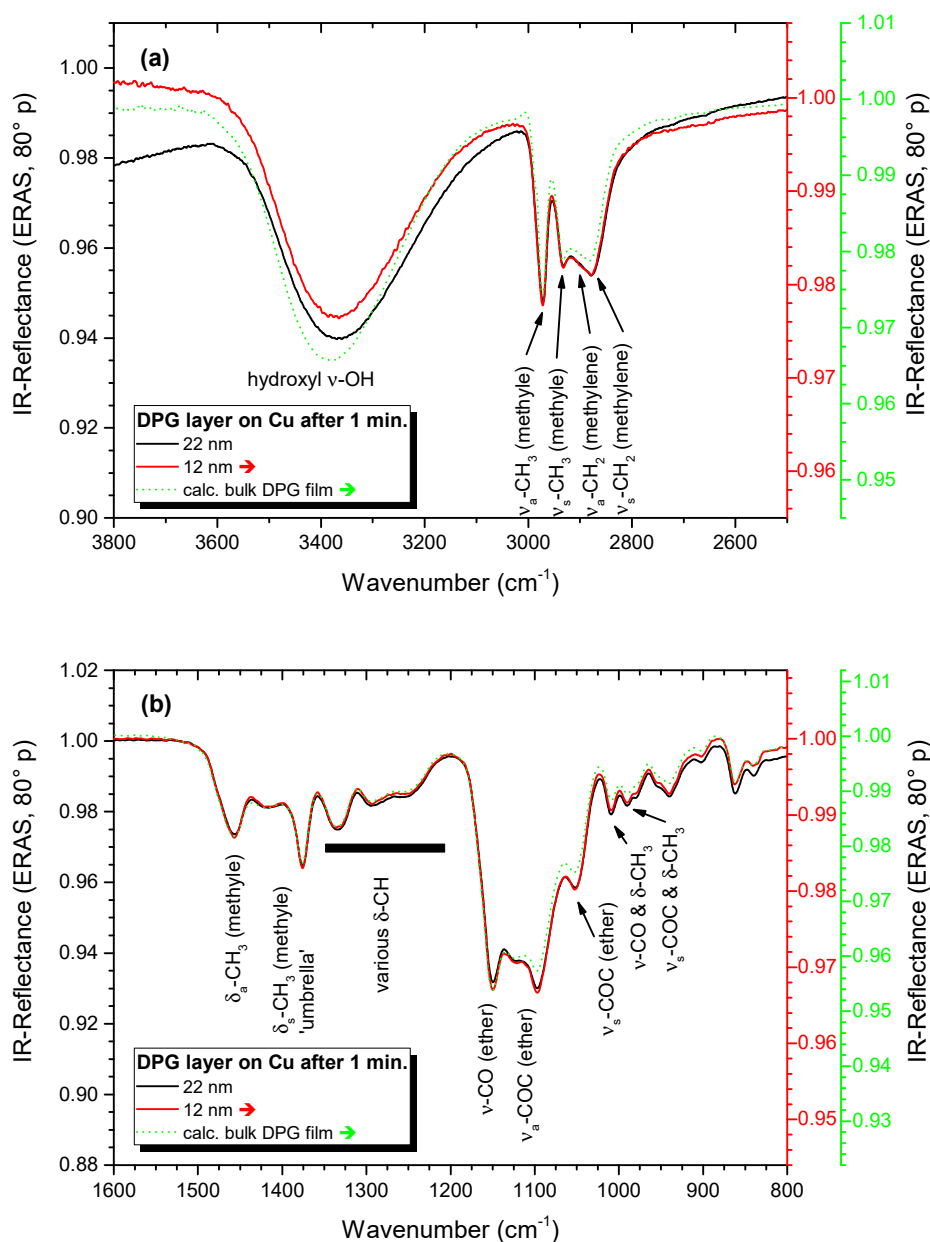 (a)
IR-Reflectance (ERAS, 80° p)
1.00
0.98
0.96
0.94
0.92
0.90
hydroxyl ν-OH
DPG layer on Cu after 1 min.
22 nm
12 nm ➔
calc. bulk DPG film ➔
νₐ-CH₃ (methyle)
νₛ-CH₃ (methyle)
νₐ-CH₂ (methylene)
νₛ-CH₂ (methylene)
1.00
0.99
0.98
0.97
0.96
IR-Reflectance (ERAS, 80° p)
1.01
1.00
0.99
0.98
0.97
0.96
0.95
IR-Reflectance (ERAS, 80° p)
3800 3600 3400 3200 3000 2800 2600
Wavenumber (cm⁻¹)
(b)
IR-Reflectance (ERAS, 80° p)
1.02
1.00
0.98
0.96
0.94
0.92
0.90
0.88
δₐ-CH₃ (methyle)
δₛ-CH₃ (methyle)
'umbrella'
various δ-CH
ν-CO (ether)
νₐ-COC (ether)
νₛ-COC (ether)
ν-CO & δ-CH₃
νₛ-COC & δ-CH₃
DPG layer on Cu after 1 min.
22 nm
12 nm ➔
calc. bulk DPG film ➔
1.00
0.99
0.98
0.97
0.96
0.95
IR-Reflectance (ERAS, 80° p)
1.01
1.00
0.99
0.98
0.97
0.96
0.95
0.94
0.93
IR-Reflectance (ERAS, 80° p)
1600 1500 1400 1300 1200 1100 1000 900 800
Wavenumber (cm⁻¹)